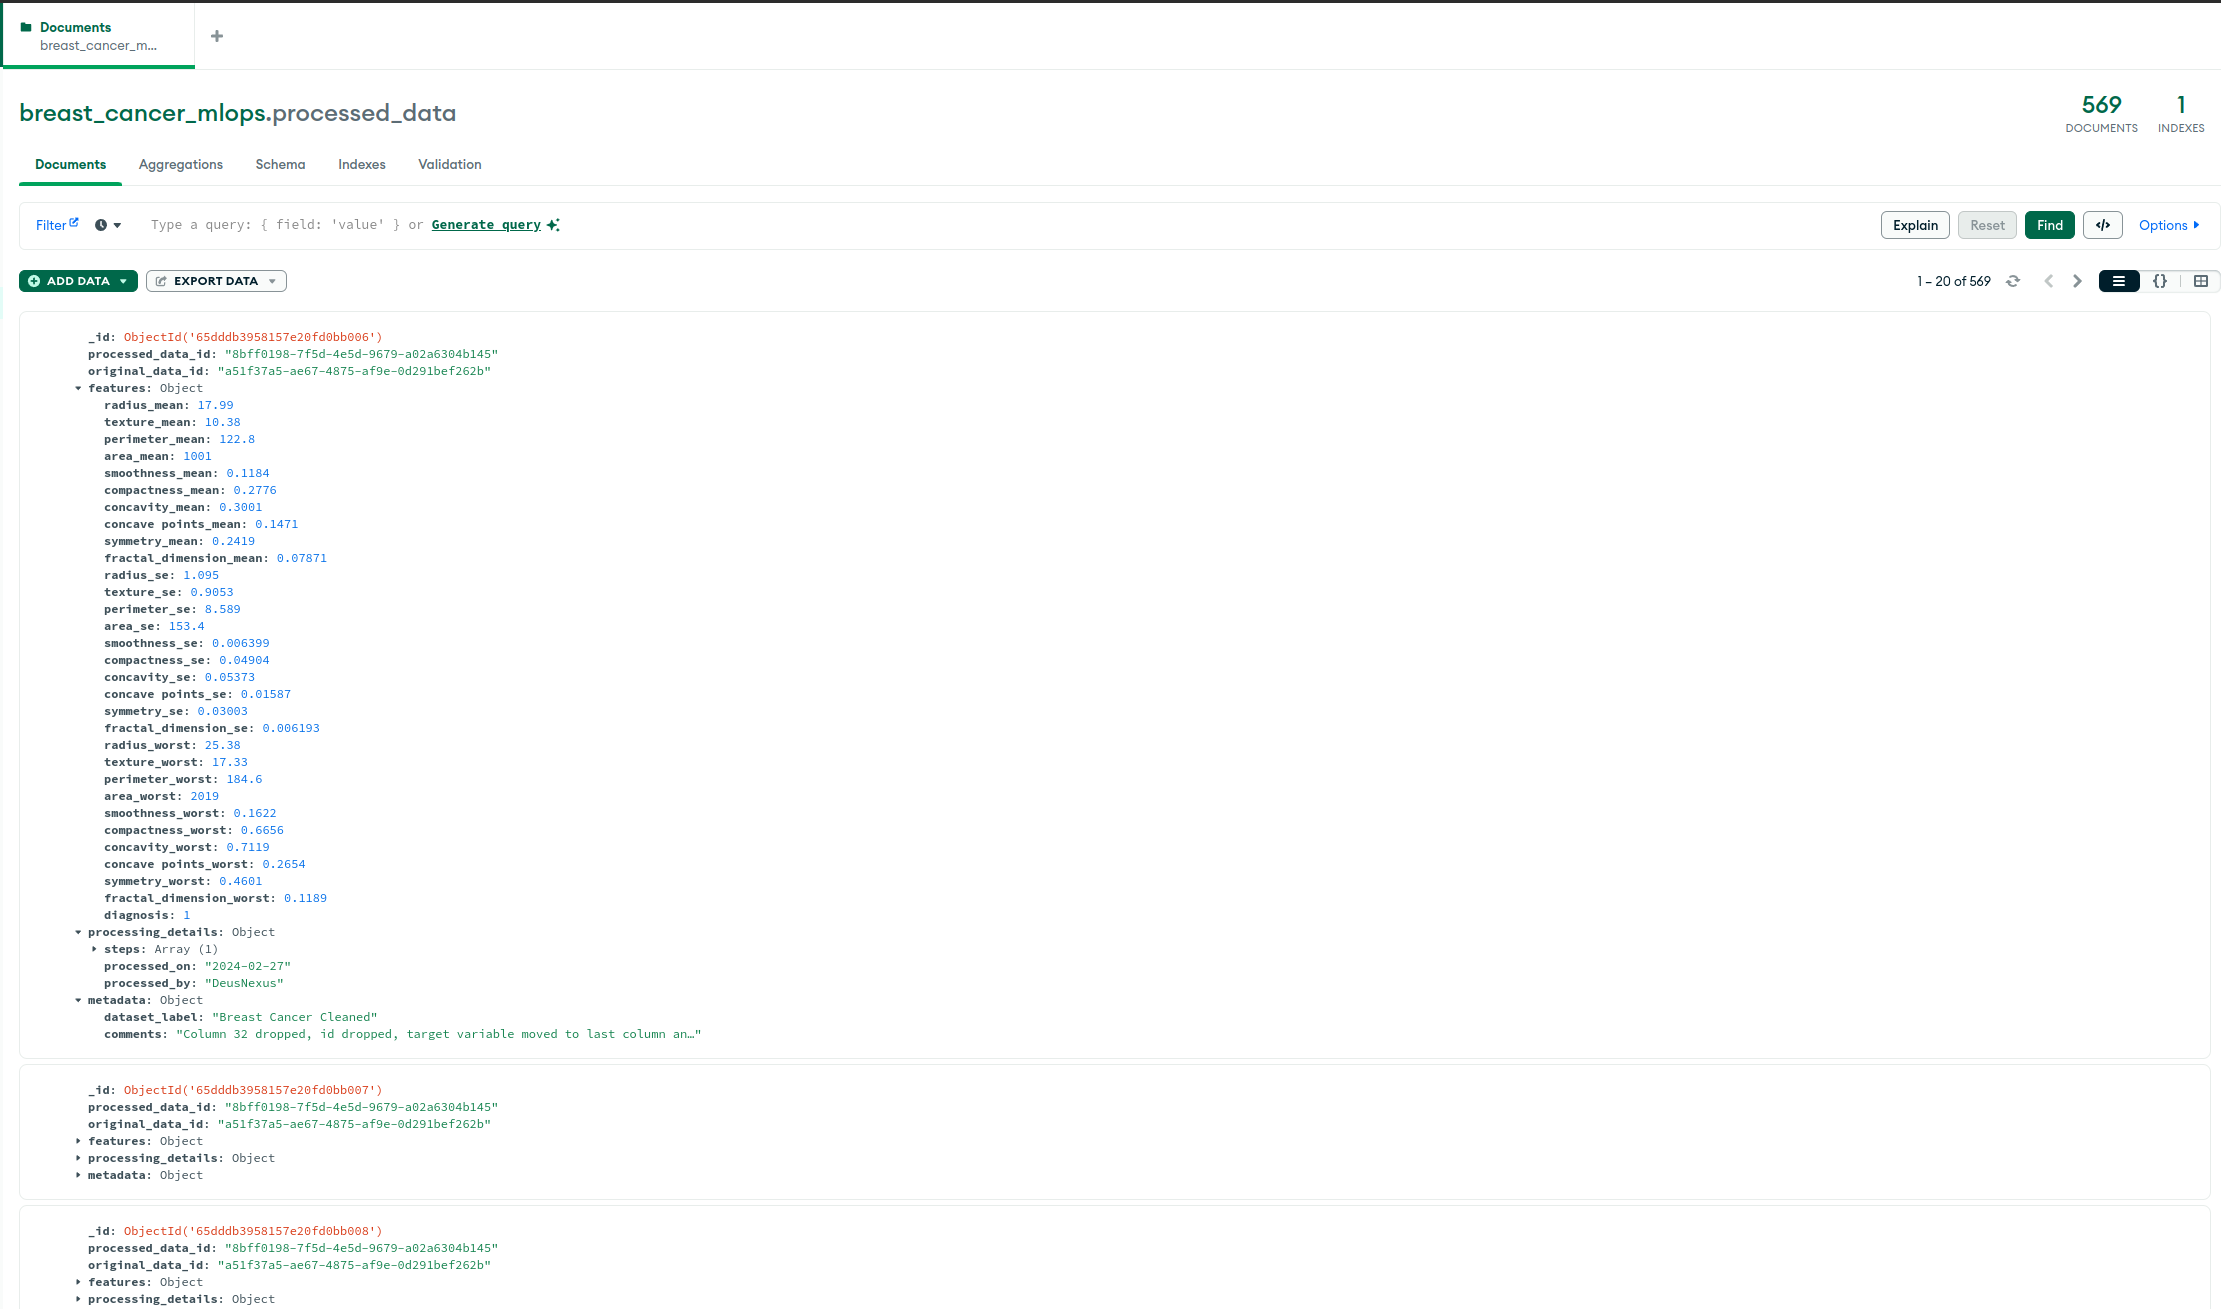 Documents
breast_cancer_m...
breast_cancer_mlops.processed_data
569
DOCUMENTS
1
INDEXES
Documents Aggregations Schema Indexes Validation
Filter Type a query: { field: 'value' } or Generate query Explain Reset Find </> Options
ADD DATA EXPORT DATA 1 – 20 of 569 {}
_id: ObjectId('65dddb3958157e20fd0bb006')
processed_data_id: "8bff0198-7f5d-4e5d-9679-a02a6304b145"
original_data_id: "a51f37a5-ae67-4875-af9e-0d291bef262b"
features: Object
radius_mean: 17.99
texture_mean: 10.38
perimeter_mean: 122.8
area_mean: 1001
smoothness_mean: 0.1184
compactness_mean: 0.2776
concavity_mean: 0.3001
concave points_mean: 0.1471
symmetry_mean: 0.2419
fractal_dimension_mean: 0.07871
radius_se: 1.095
texture_se: 0.9053
perimeter_se: 8.589
area_se: 153.4
smoothness_se: 0.006399
compactness_se: 0.04904
concavity_se: 0.05373
concave points_se: 0.01587
symmetry_se: 0.03003
fractal_dimension_se: 0.006193
radius_worst: 25.38
texture_worst: 17.33
perimeter_worst: 184.6
area_worst: 2019
smoothness_worst: 0.1622
compactness_worst: 0.6656
concavity_worst: 0.7119
concave points_worst: 0.2654
symmetry_worst: 0.4601
fractal_dimension_worst: 0.1189
diagnosis: 1
processing_details: Object
steps: Array (1)
processed_on: "2024-02-27"
processed_by: "DeusNexus"
metadata: Object
dataset_label: "Breast Cancer Cleaned"
comments: "Column 32 dropped, id dropped, target variable moved to last column an…"
_id: ObjectId('65dddb3958157e20fd0bb007')
processed_data_id: "8bff0198-7f5d-4e5d-9679-a02a6304b145"
original_data_id: "a51f37a5-ae67-4875-af9e-0d291bef262b"
features: Object
processing_details: Object
metadata: Object
_id: ObjectId('65dddb3958157e20fd0bb008')
processed_data_id: "8bff0198-7f5d-4e5d-9679-a02a6304b145"
original_data_id: "a51f37a5-ae67-4875-af9e-0d291bef262b"
features: Object
processing_details: Object